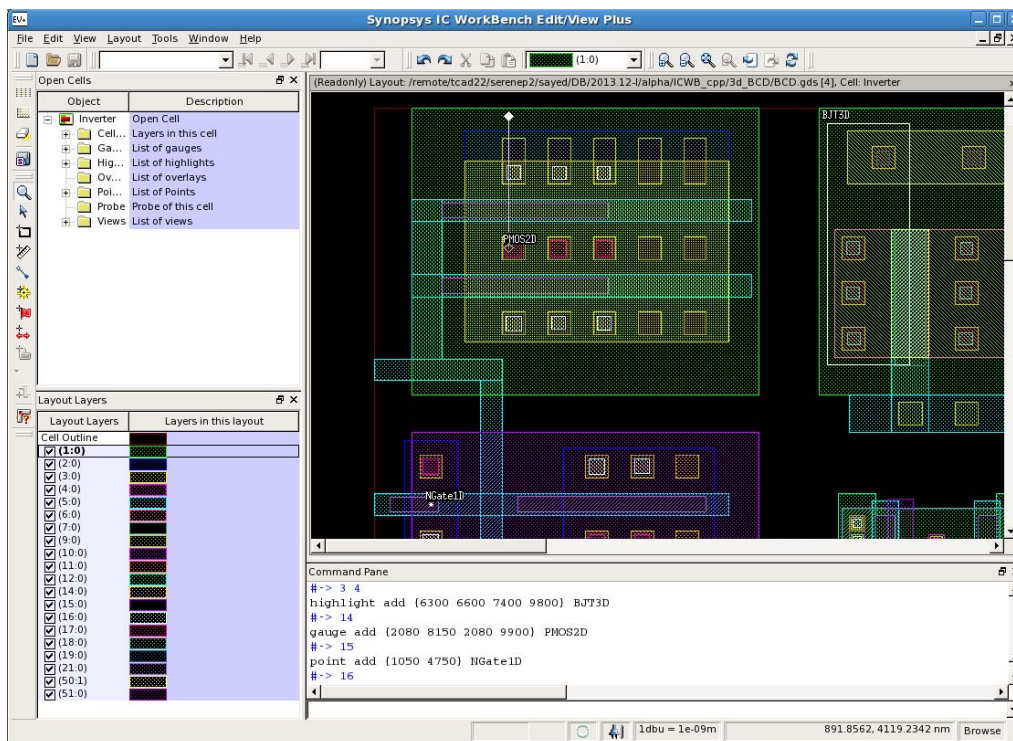 EV+
Synopsys IC WorkBench Edit/View Plus
File Edit View Layout Tools Window Help
(1:0)
Open Cells
Object Description
Inverter Open Cell
Cell... Layers in this cell
Ga... List of gauges
Hig... List of highlights
Ov... List of overlays
Poi... List of Points
Probe Probe of this cell
Views List of views
Layout Layers
Layout Layers Layers in this layout
Cell Outline
(1:0)
(2:0)
(3:0)
(4:0)
(5:0)
(6:0)
(7:0)
(9:0)
(10:0)
(11:0)
(12:0)
(14:0)
(15:0)
(16:0)
(17:0)
(18:0)
(19:0)
(21:0)
(50:1)
(51:0)
(Readonly) Layout: /remote/tcad22/serenep2/sayed/DB/2013.12-I/alpha/ICWB_cpp/3d_BCD/BCD.gds [4], Cell: Inverter
BJT3D
PMOS2D
NGate1D
Command Pane
#-> 3 4
highlight add {6300 6600 7400 9800} BJT3D
#-> 14
gauge add {2080 8150 2080 9900} PMOS2D
#-> 15
point add {1050 4750} NGate1D
#-> 16
1dbu = 1e-09m 891.8562, 4119.2342 nm Browse